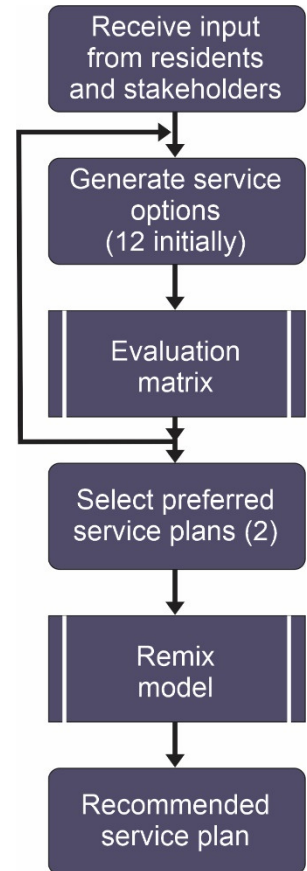 Receive input
from residents
and stakeholders
Generate service
options
(12 initially)
Evaluation
matrix
Select preferred
service plans (2)
Remix
model
Recommended
service plan